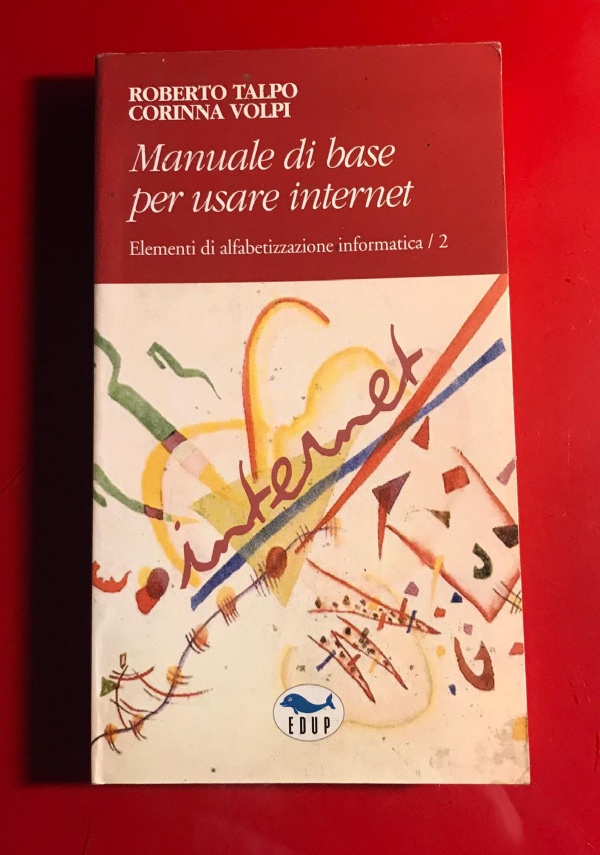 ROBERTO TALPO
CORINNA VOLPI
Manuale di base
per usare internet
Elementi di alfabetizzazione informatica / 2
internet
EDUP